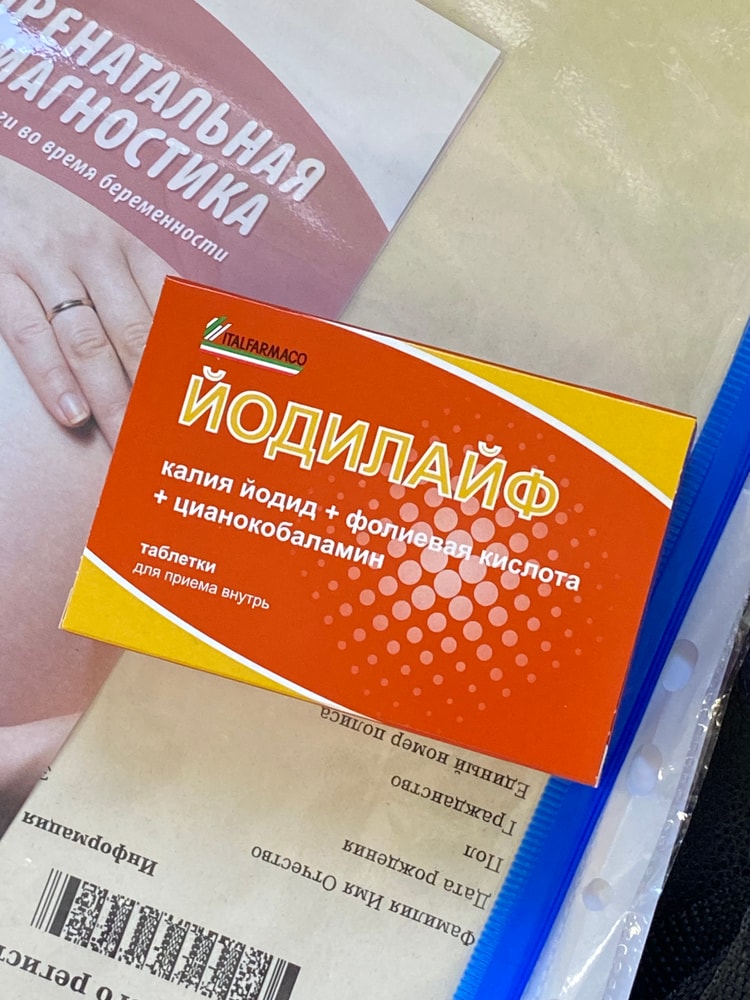 ДИАГНОСТИКА
во время беременности
ITALFARMACO
ЙОДИЛАЙФ
калия йодид + фолиевая кислота
+ цианокобаламин
таблетки
для приема внутрь
Единый номер полиса
Гражданство
Пол
Дата рождения
Фамилия Имя Отчество
Информация